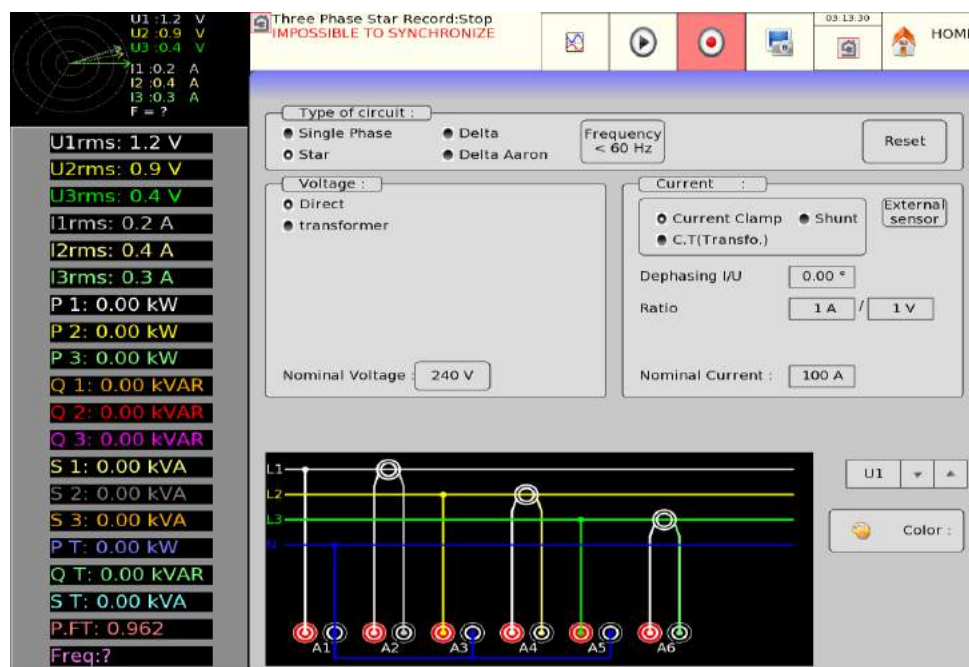 U1 :1.2 V
U2 :0.9 V
U3 :0.4 V
I1 :0.2 A
I2 :0.4 A
I3 :0.3 A
F = ?
Three Phase Star Record:Stop
IMPOSSIBLE TO SYNCHRONIZE
03:13:30
HOME
U1rms: 1.2 V
U2rms: 0.9 V
U3rms: 0.4 V
I1rms: 0.2 A
I2rms: 0.4 A
I3rms: 0.3 A
P 1: 0.00 kW
P 2: 0.00 kW
P 3: 0.00 kW
Q 1: 0.00 kVAR
Q 2: 0.00 kVAR
Q 3: 0.00 kVAR
S 1: 0.00 kVA
S 2: 0.00 kVA
S 3: 0.00 kVA
P T: 0.00 kW
Q T: 0.00 kVAR
S T: 0.00 kVA
P.FT: 0.962
Freq:?
Type of circuit :
Single Phase
Delta
Star
Delta Aaron
Frequency
< 60 Hz
Reset
Voltage :
Direct
transformer
Nominal Voltage : 240 V
Current :
Current Clamp
Shunt
C.T(Transfo.)
External
sensor
Dephasing I/U 0.00 °
Ratio 1 A / 1 V
Nominal Current : 100 A
L1
L2
L3
N
A1 A2 A3 A4 A5 A6
U1
Color :